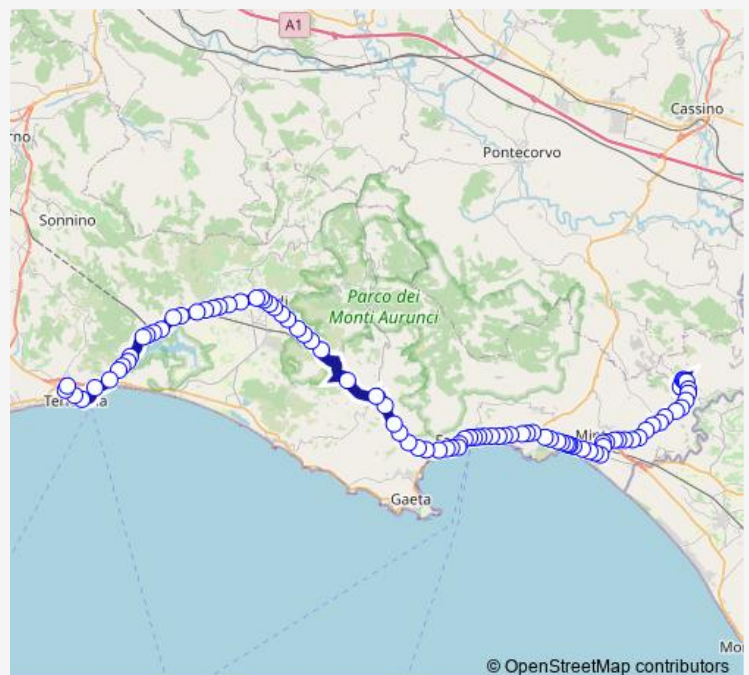 A1
Cassino
Pontecorvo
Sonnino
Parco dei
Monti Aurunci
Gaeta
© OpenStreetMap contributors